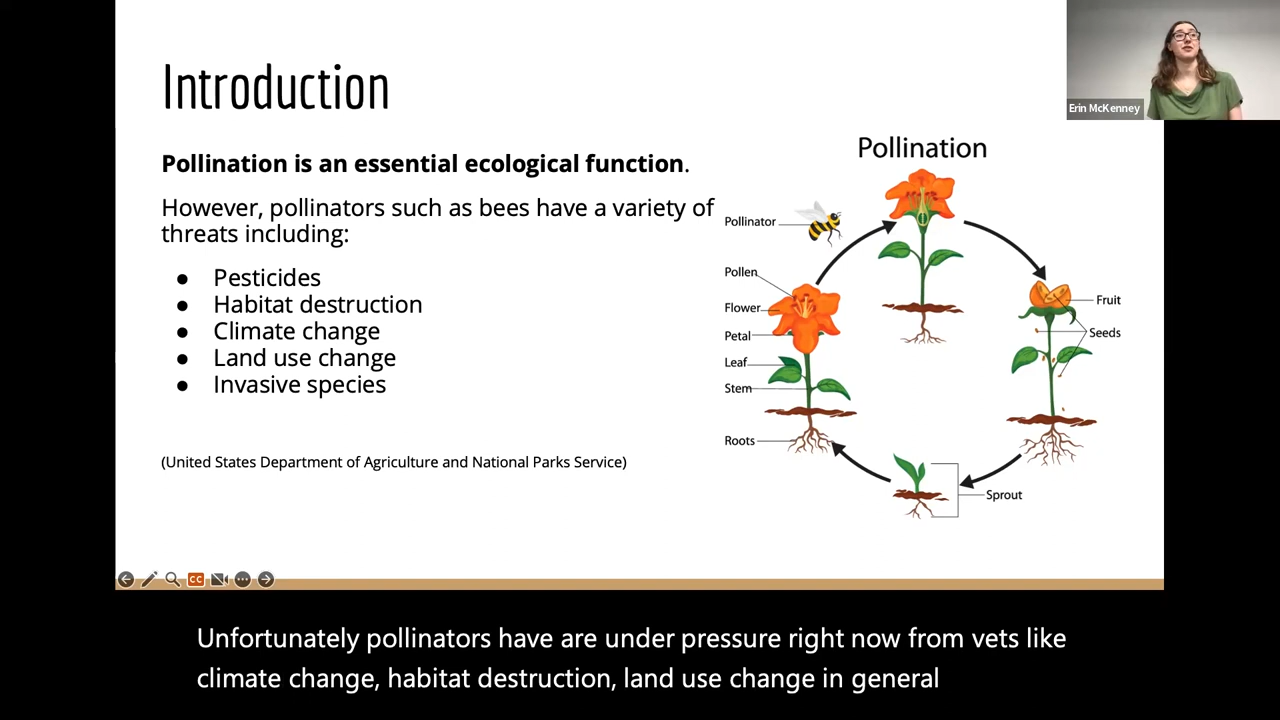 Introduction
Pollination is an essential ecological function.
However, pollinators such as bees have a variety of
threats including:
● Pesticides
● Habitat destruction
● Climate change
● Land use change
● Invasive species
(United States Department of Agriculture and National Parks Service)
Erin McKenney
Pollination
Pollinator
Pollen
Flower
Petal
Leaf
Stem
Roots
Fruit
Seeds
Sprout
CC
Unfortunately pollinators have are under pressure right now from vets like
climate change, habitat destruction, land use change in general